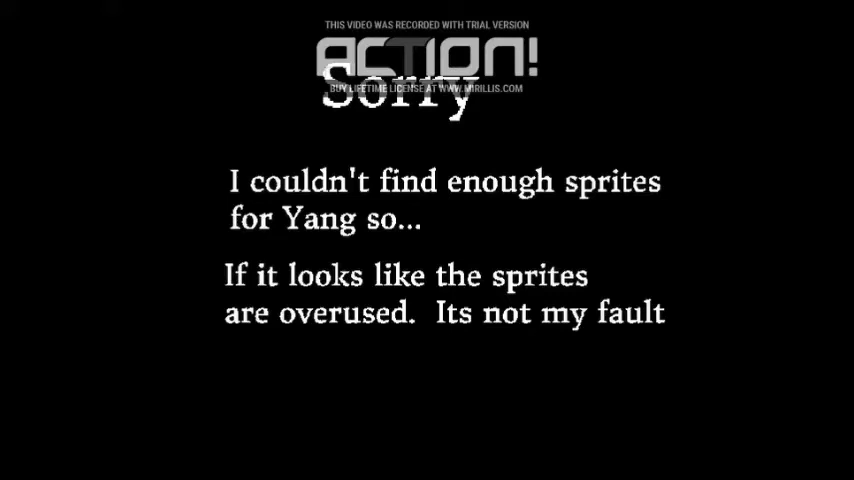 THIS VIDEO WAS RECORDED WITH TRIAL VERSION
ACTION!
Sorry
BUY LIFETIME LICENSE AT WWW.MIRILLIS.COM
I couldn't find enough sprites
for Yang so...
If it looks like the sprites
are overused.  Its not my fault